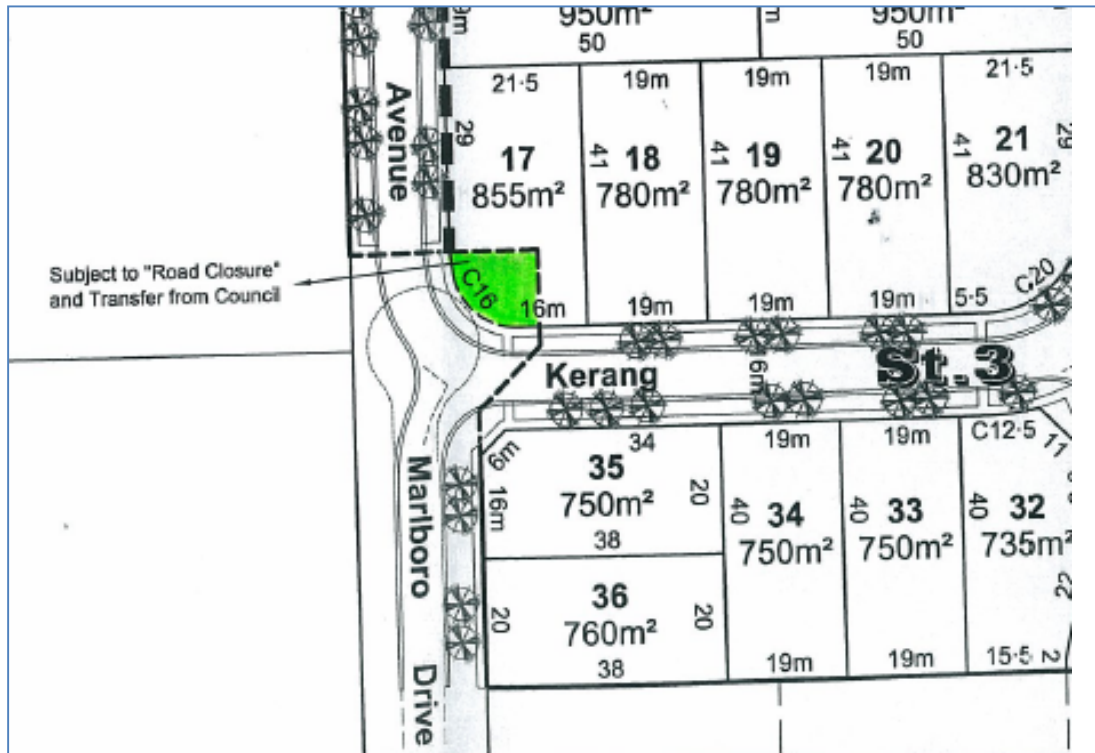 9m
950m²
m
950m²
50
50
21·5
19m
19m
19m
21·5
Avenue
29
17
855m²
41
18
780m²
41
19
780m²
41
20
780m²
41
21
830m²
29
Subject to "Road Closure"
and Transfer from Council
C16
16m
19m
19m
19m
5·5
C20
Kerang
6m
St.3
6m
34
19m
19m
C12·5
11
Marlboro
Drive
16m
35
750m²
20
38
40
34
750m²
40
33
750m²
40
32
735m²
22
20
36
760m²
20
38
19m
19m
15·5
2